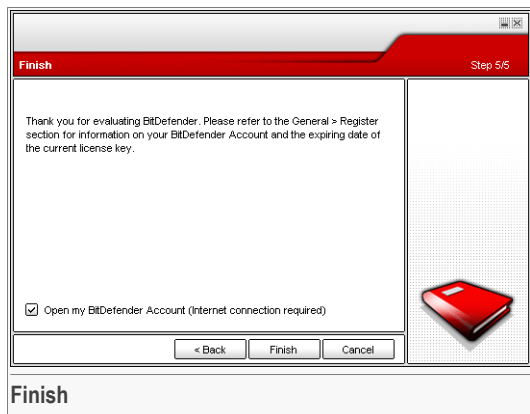 Finish
Step 5/5
Thank you for evaluating BitDefender. Please refer to the General > Register
section for information on your BitDefender Account and the expiring date of
the current license key.
Open my BitDefender Account (Internet connection required)
< Back
Finish
Cancel
Finish